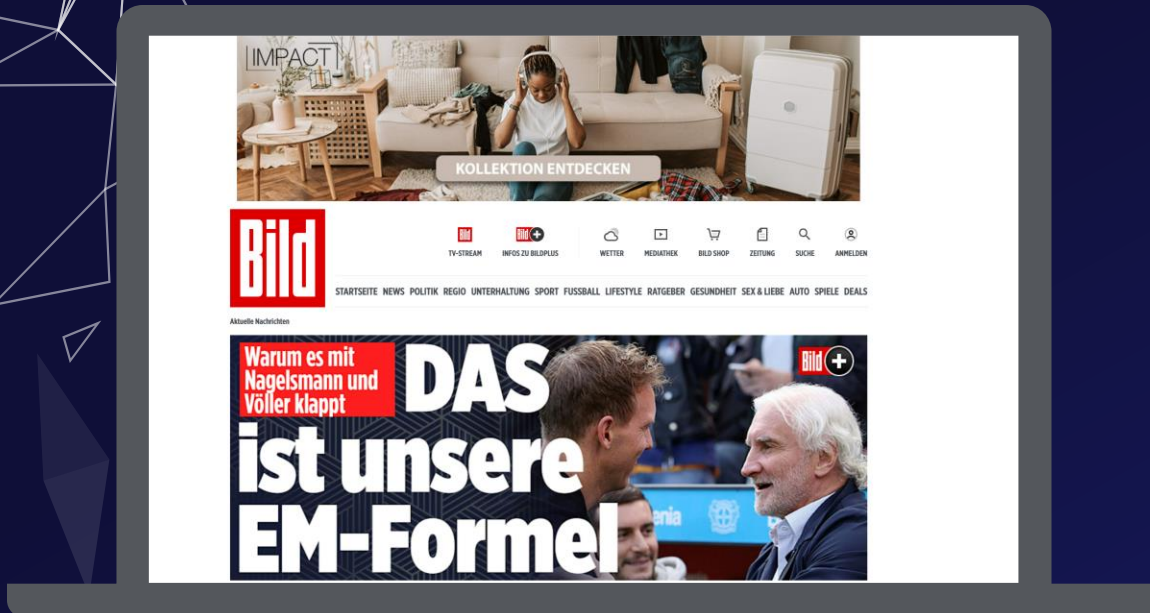 IMPACT
KOLLEKTION ENTDECKEN
Bild
Bild
Bild+
TV-STREAM
INFOS ZU BILDPLUS
WETTER
MEDIATHEK
BILD SHOP
ZEITUNG
SUCHE
ANMELDEN
STARTSEITE NEWS POLITIK REGIO UNTERHALTUNG SPORT FUSSBALL LIFESTYLE RATGEBER GESUNDHEIT SEX & LIEBE AUTO SPIELE DEALS
Aktuelle Nachrichten
Warum es mit
Nagelsmann und
Völler klappt
Bild+
DAS
ist unsere
EM-Formel